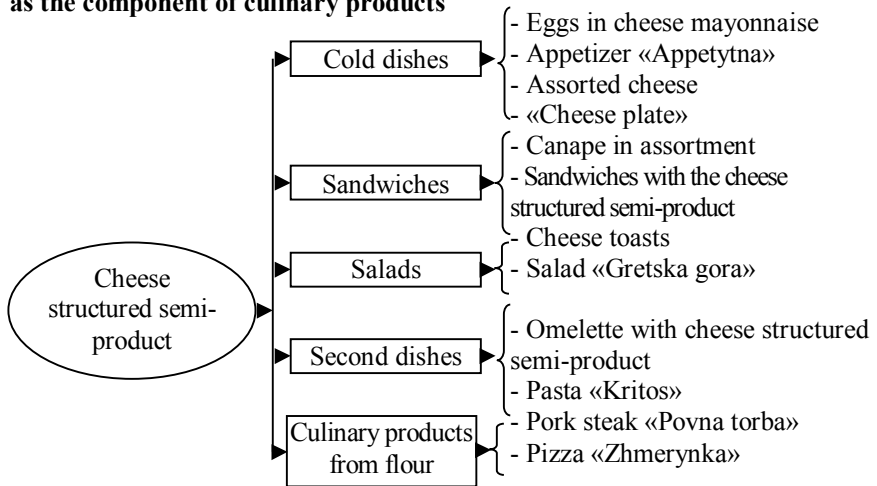 as the component of culinary products
Cheese
structured semi-
product
Cold dishes
- Eggs in cheese mayonnaise
- Appetizer «Appetytna»
- Assorted cheese
- «Cheese plate»
Sandwiches
- Canape in assortment
- Sandwiches with the cheese
structured semi-product
Salads
- Cheese toasts
- Salad «Gretska gora»
Second dishes
- Omelette with cheese structured
semi-product
- Pasta «Kritos»
Culinary products
from flour
- Pork steak «Povna torba»
- Pizza «Zhmerynka»